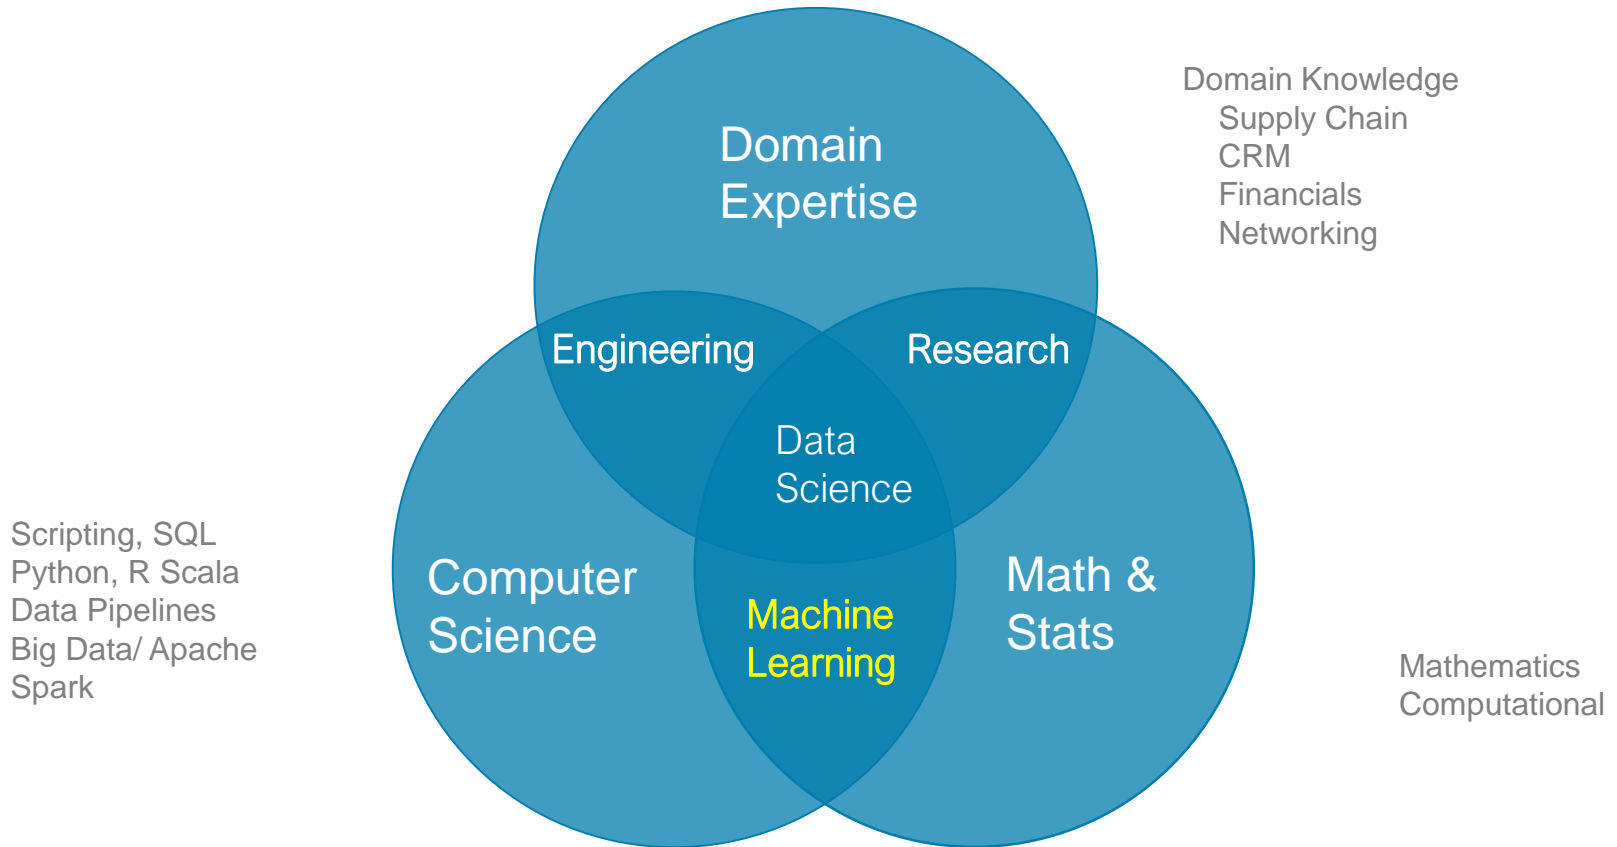 Domain Knowledge
Supply Chain
CRM
Financials
Networking
Domain
Expertise
Engineering
Research
Data
Science
Scripting, SQL
Python, R Scala
Data Pipelines
Big Data/ Apache
Spark
Computer
Science
Machine
Learning
Math &
Stats
Mathematics
Computational